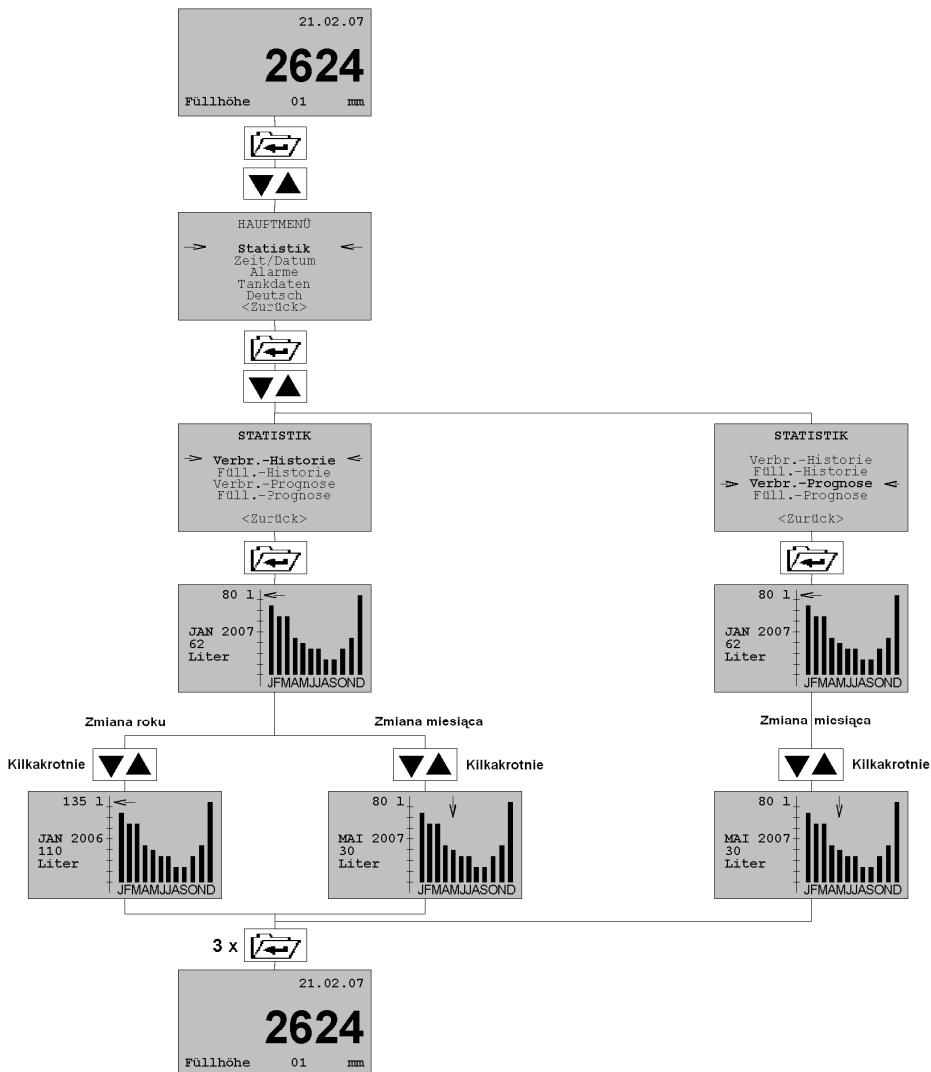 21.02.07
2624
Füllhöhe 01 mm
HAUPTMENÜ
Statistik
Zeit/Datum
Alarme
Tankdaten
Deutsch
<Zurück>
STATISTIK
Verbr.-Historie
Füll.-Historie
Verbr.-Prognose
Füll.-Prognose
<Zurück>
STATISTIK
Verbr.-Historie
Füll.-Historie
Verbr.-Prognose
Füll.-Prognose
<Zurück>
80 l
JAN 2007
62
Liter
JFMAMJJASOND
80 l
JAN 2007
62
Liter
JFMAMJJASOND
Zmiana roku
Zmiana miesiąca
Zmiana miesiąca
Kilkakrotnie
Kilkakrotnie
Kilkakrotnie
135 l
JAN 2006
110
Liter
JFMAMJJASOND
80 l
MAI 2007
30
Liter
JFMAMJJASOND
80 l
MAI 2007
30
Liter
JFMAMJJASOND
3 x
21.02.07
2624
Füllhöhe 01 mm